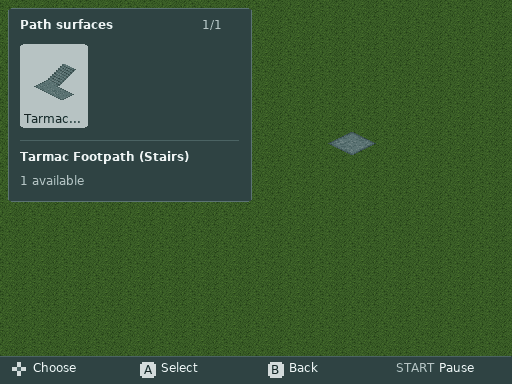 Path surfaces 1/1
Tarmac...
Tarmac Footpath (Stairs)
1 available
Choose A Select B Back START Pause